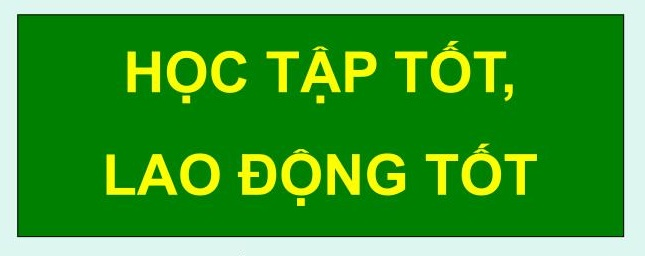 HỌC TẬP TỐT,
LAO ĐỘNG TỐT